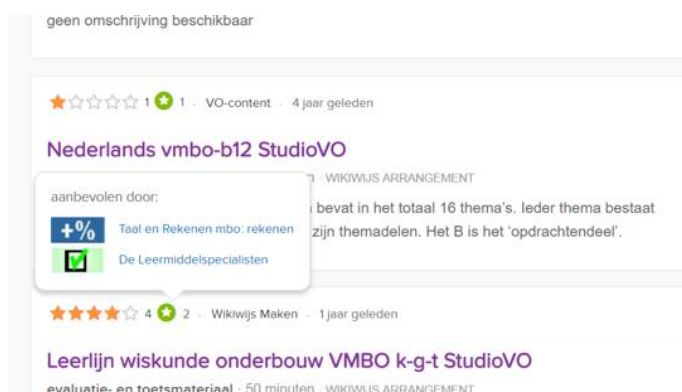 geen omschrijving beschikbaar
1 1 · VO-content · 4 jaar geleden
Nederlands vmbo-b12 StudioVO
· WIKIWIJS ARRANGEMENT
aanbevolen door:
bevat in het totaal 16 thema's. Ieder thema bestaat
+% Taal en Rekenen mbo: rekenen
zijn themadelen. Het B is het 'opdrachtendeel'.
De Leermiddelspecialisten
4 2 · Wikiwijs Maken · 1 jaar geleden
Leerlijn wiskunde onderbouw VMBO k-g-t StudioVO
evaluatie- en toetsmateriaal · 50 minuten · WIKIWIJS ARRANGEMENT